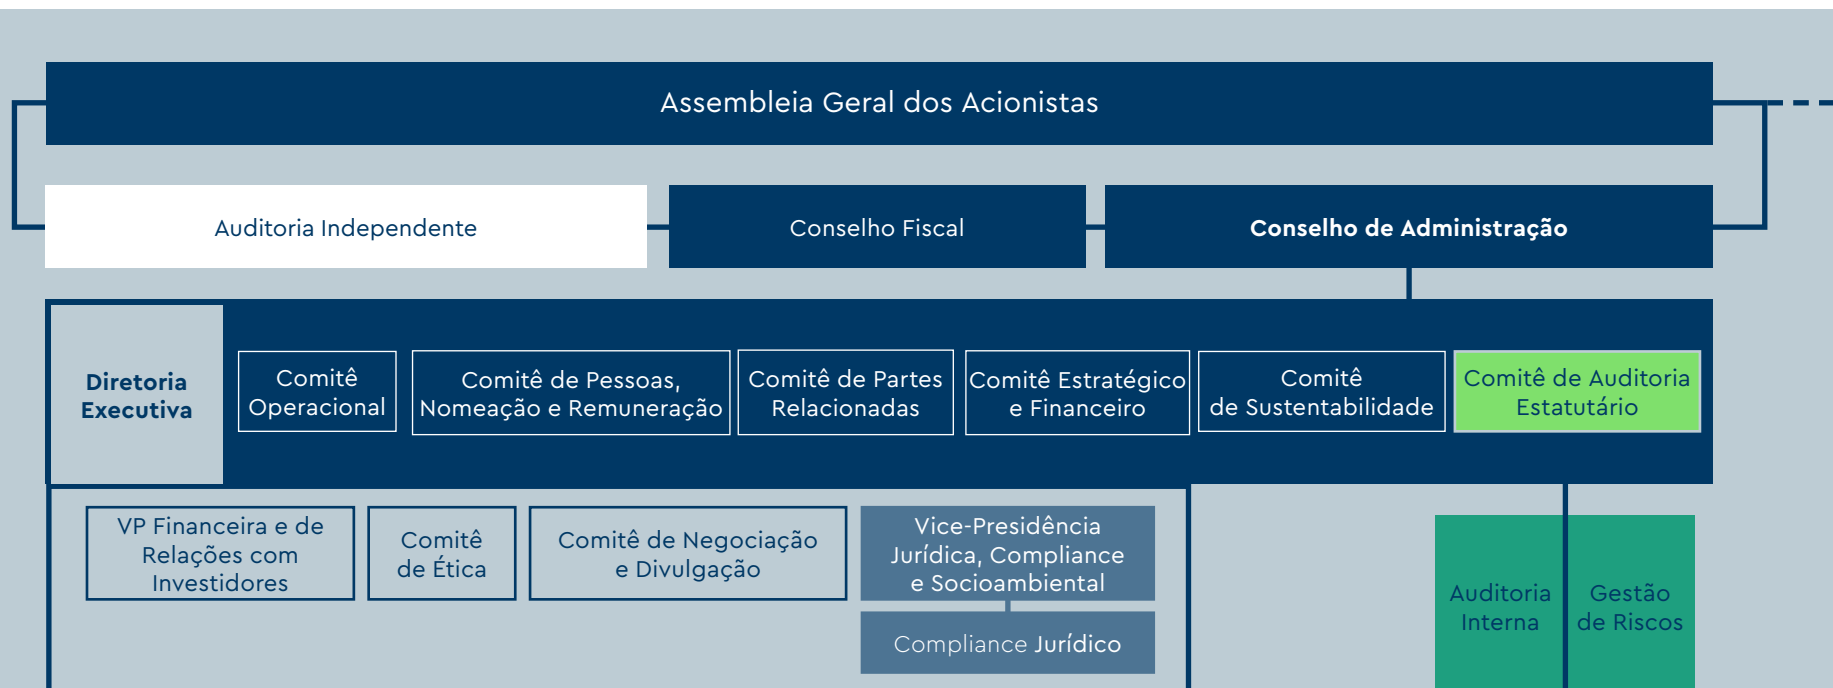 Assembleia Geral dos Acionistas
Auditoria Independente
Conselho Fiscal
Conselho de Administração
Diretoria
Executiva
Comitê
Operacional
Comitê de Pessoas,
Nomeação e Remuneração
Comitê de Partes
Relacionadas
Comitê Estratégico
e Financeiro
Comitê
de Sustentabilidade
Comitê de Auditoria
Estatutário
VP Financeira e de
Relações com
Investidores
Comitê
de Ética
Comitê de Negociação
e Divulgação
Vice-Presidência
Jurídica, Compliance
e Socioambiental
Compliance Jurídico
Auditoria
Interna
Gestão
de Riscos